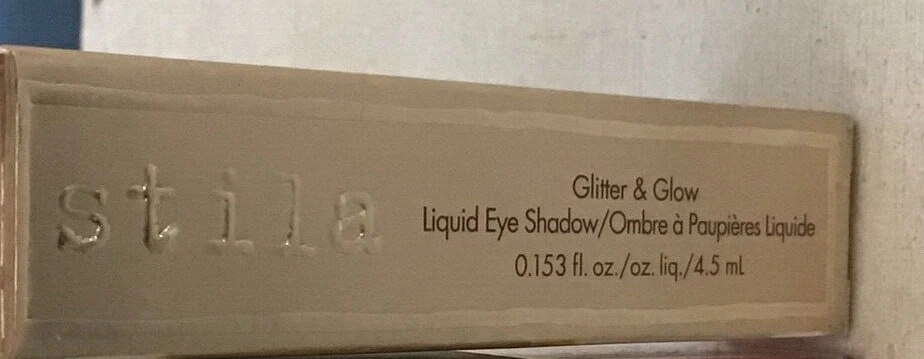 stila
Glitter & Glow
Liquid Eye Shadow/Ombre à Paupières Liquide
0.153 fl. oz./oz. liq./4.5 mL